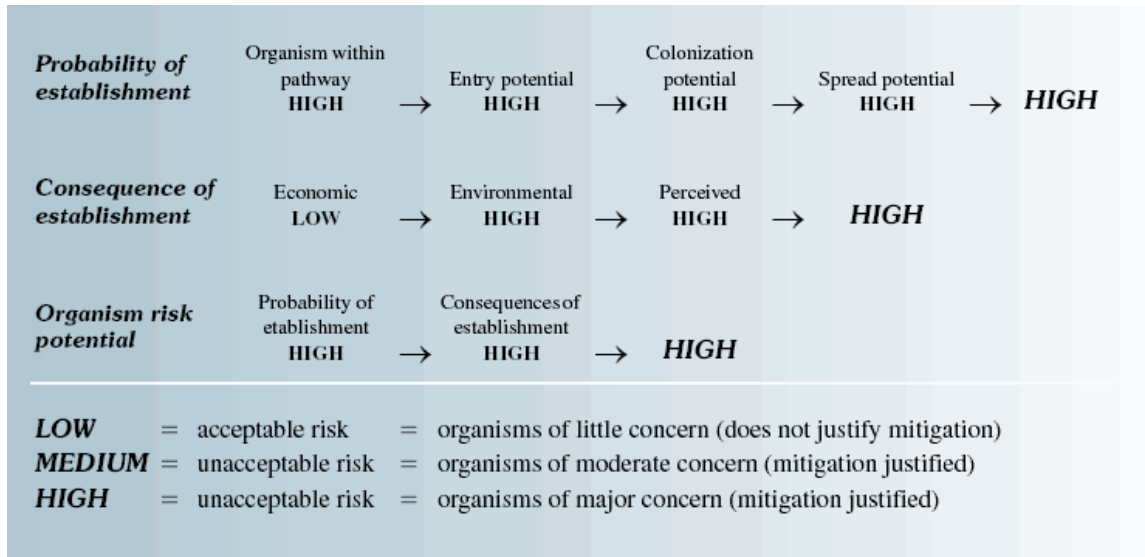 Probability of establishment
Organism within pathway HIGH → Entry potential HIGH → Colonization potential HIGH → Spread potential HIGH → HIGH
Consequence of establishment
Economic LOW → Environmental HIGH → Perceived HIGH → HIGH
Organism risk potential
Probability of etablishment HIGH → Consequences of establishment HIGH → HIGH
LOW = acceptable risk = organisms of little concern (does not justify mitigation)
MEDIUM = unacceptable risk = organisms of moderate concern (mitigation justified)
HIGH = unacceptable risk = organisms of major concern (mitigation justified)